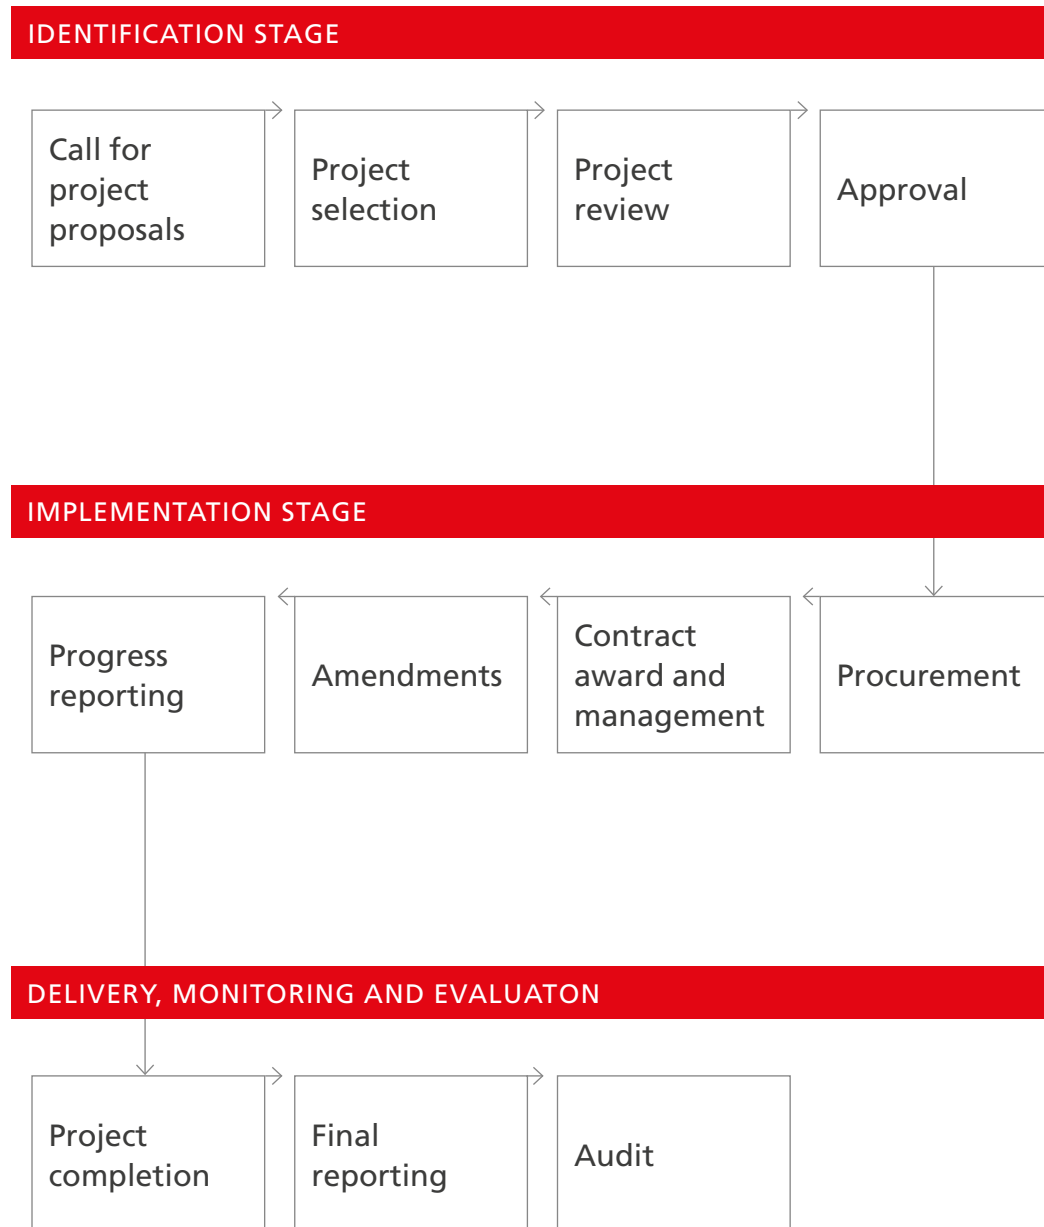 IDENTIFICATION STAGE
Call for
project
proposals
Project
selection
Project
review
Approval
IMPLEMENTATION STAGE
Progress
reporting
Amendments
Contract
award and
management
Procurement
DELIVERY, MONITORING AND EVALUATON
Project
completion
Final
reporting
Audit